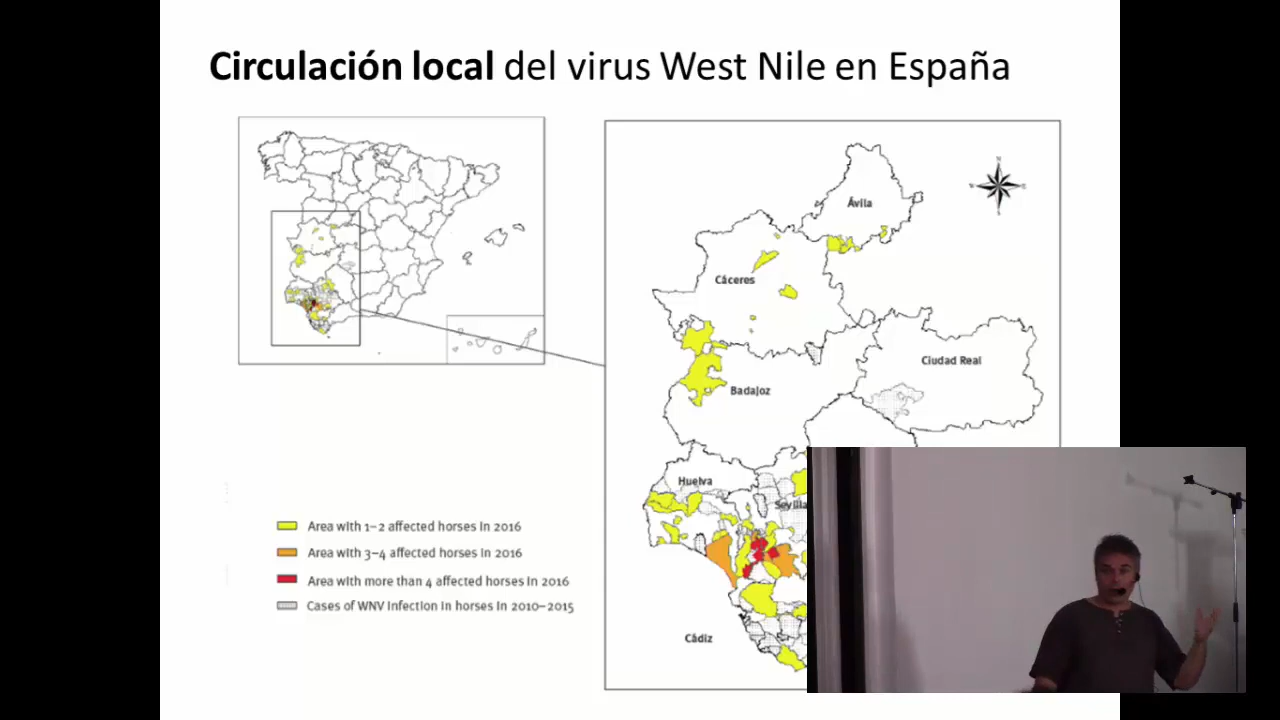 Circulación local del virus West Nile en España
N
Ávila
Cáceres
Ciudad Real
Badajoz
Huelva
Sevilla
Cádiz
Area with 1–2 affected horses in 2016
Area with 3–4 affected horses in 2016
Area with more than 4 affected horses in 2016
Cases of WNV infection in horses in 2010–2015